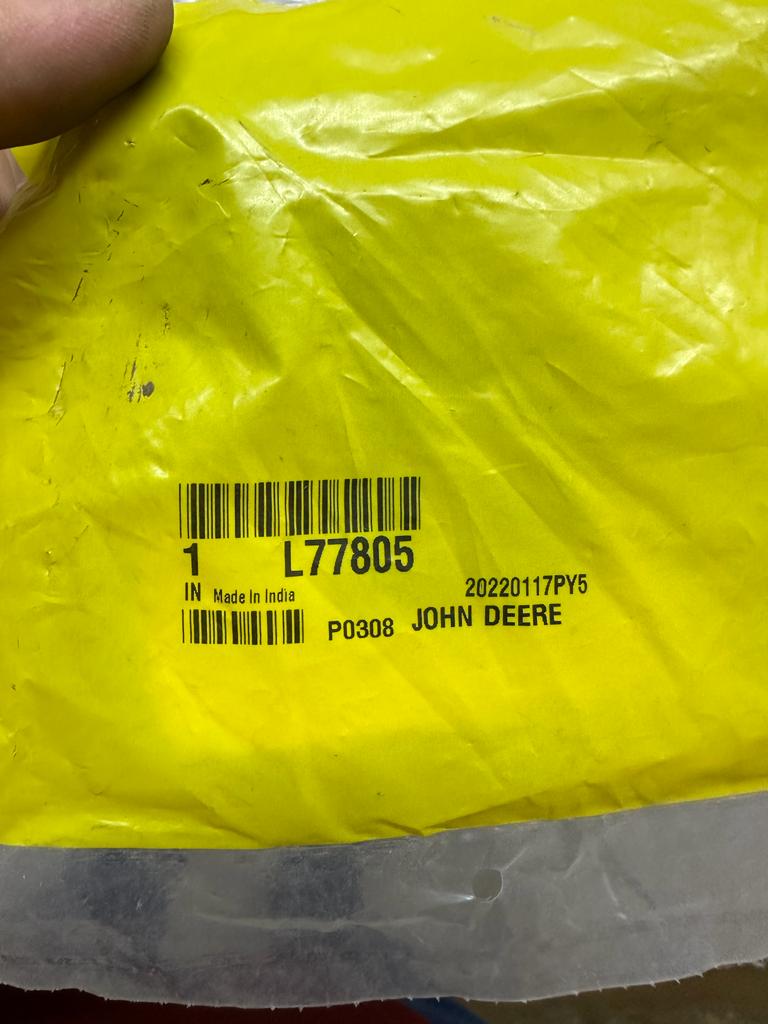 1 L77805
IN Made In India 20220117PY5
P0308 JOHN DEERE